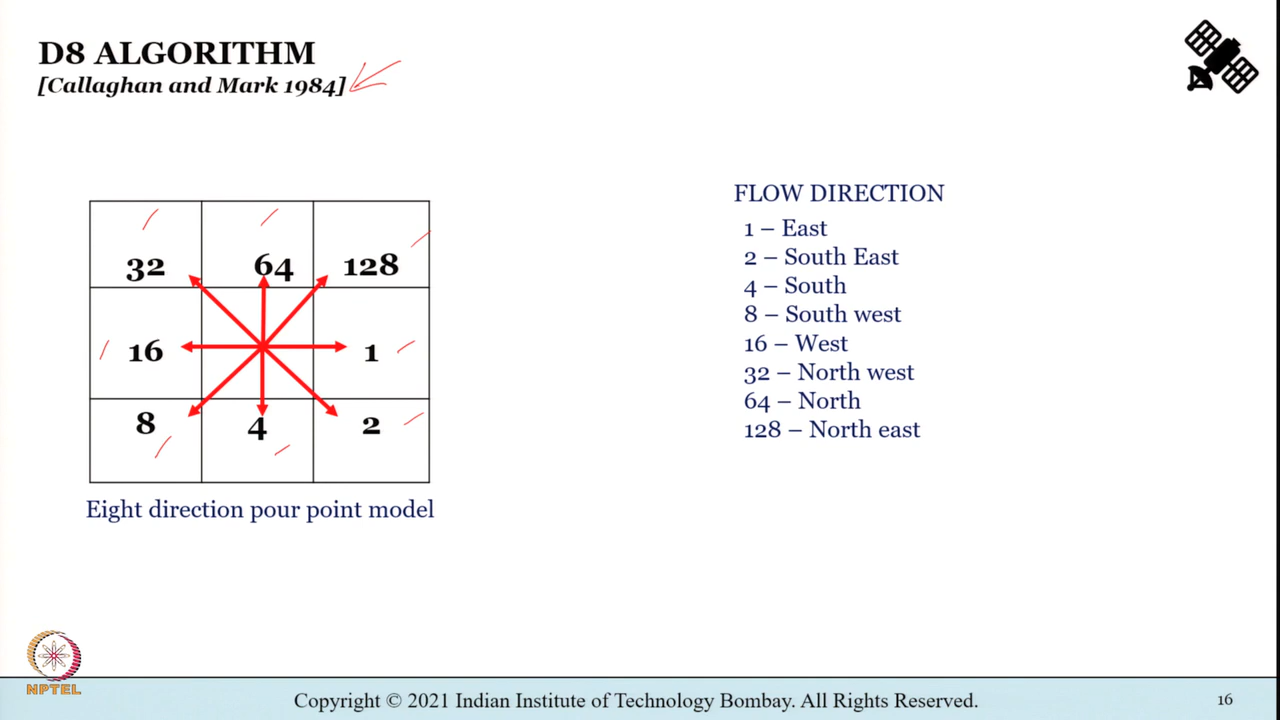 D8 ALGORITHM
[Callaghan and Mark 1984]
32 64 128
16 1
8 4 2
Eight direction pour point model
FLOW DIRECTION
1 – East
2 – South East
4 – South
8 – South west
16 – West
32 – North west
64 – North
128 – North east
NPTEL
Copyright © 2021 Indian Institute of Technology Bombay. All Rights Reserved.
16